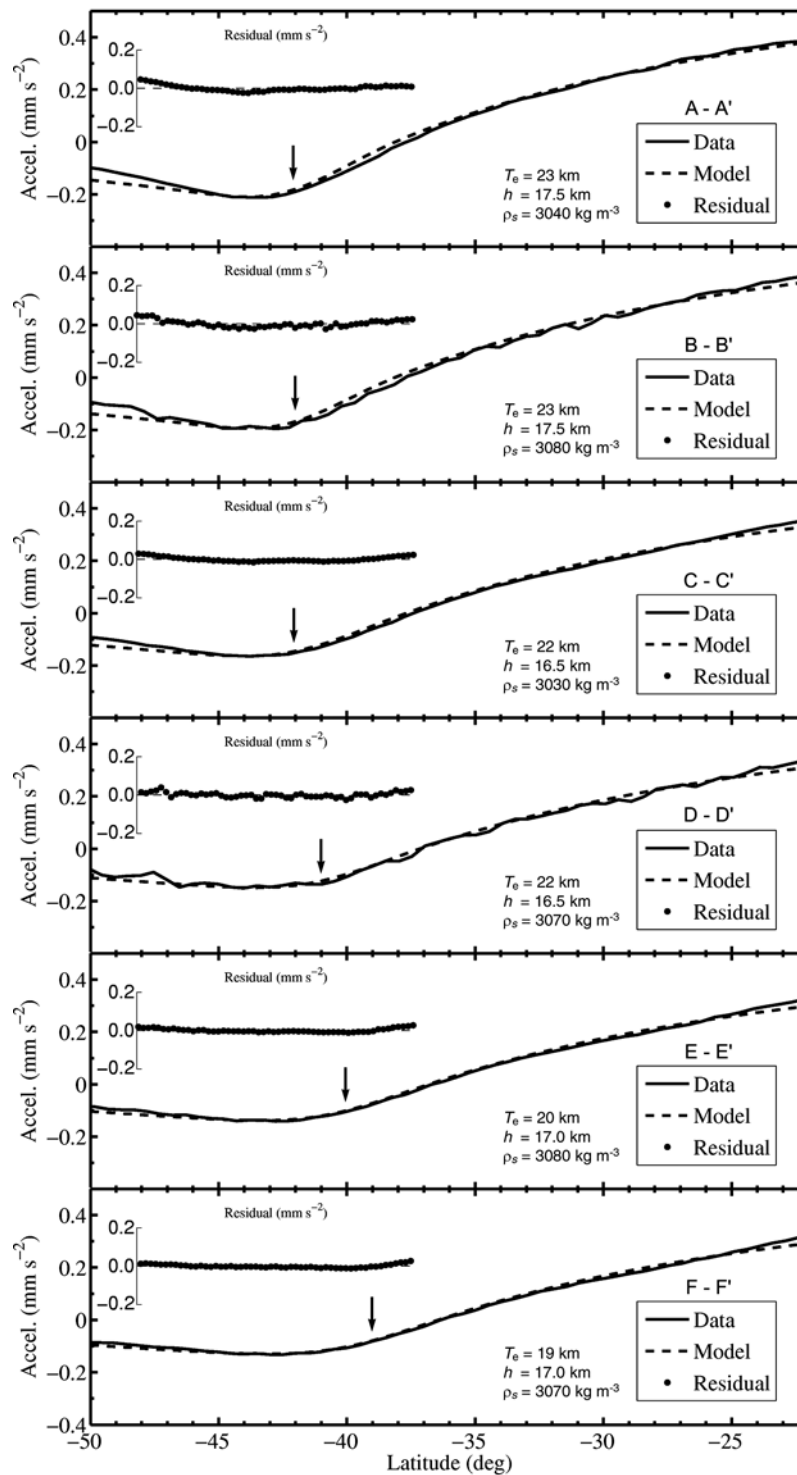 Residual (mm s⁻²)
0.4
0.2
0
−0.2
Accel. (mm s⁻²)
0.2
0.0
−0.2
A - A'
Data
Model
Residual
Tₑ = 23 km
h = 17.5 km
ρₛ = 3040 kg m⁻³
Residual (mm s⁻²)
0.4
0.2
0
−0.2
Accel. (mm s⁻²)
0.2
0.0
−0.2
B - B'
Data
Model
Residual
Tₑ = 23 km
h = 17.5 km
ρₛ = 3080 kg m⁻³
Residual (mm s⁻²)
0.4
0.2
0
−0.2
Accel. (mm s⁻²)
0.2
0.0
−0.2
C - C'
Data
Model
Residual
Tₑ = 22 km
h = 16.5 km
ρₛ = 3030 kg m⁻³
Residual (mm s⁻²)
0.4
0.2
0
−0.2
Accel. (mm s⁻²)
0.2
0.0
−0.2
D - D'
Data
Model
Residual
Tₑ = 22 km
h = 16.5 km
ρₛ = 3070 kg m⁻³
Residual (mm s⁻²)
0.4
0.2
0
−0.2
Accel. (mm s⁻²)
0.2
0.0
−0.2
E - E'
Data
Model
Residual
Tₑ = 20 km
h = 17.0 km
ρₛ = 3080 kg m⁻³
Residual (mm s⁻²)
0.4
0.2
0
−0.2
−0.4
Accel. (mm s⁻²)
0.2
0.0
−0.2
F - F'
Data
Model
Residual
Tₑ = 19 km
h = 17.0 km
ρₛ = 3070 kg m⁻³
−50 −45 −40 −35 −30 −25
Latitude (deg)